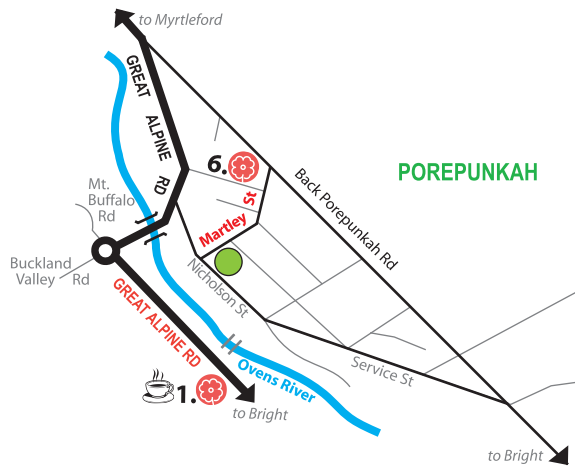 to Myrtleford
GREAT ALPINE RD
6.
POREPUNKAH
Mt.
Buffalo
Rd
Martley St
Back Porepunkah Rd
Buckland
Valley Rd
Nicholson St
GREAT ALPINE RD
Ovens River
Service St
1.
to Bright
to Bright